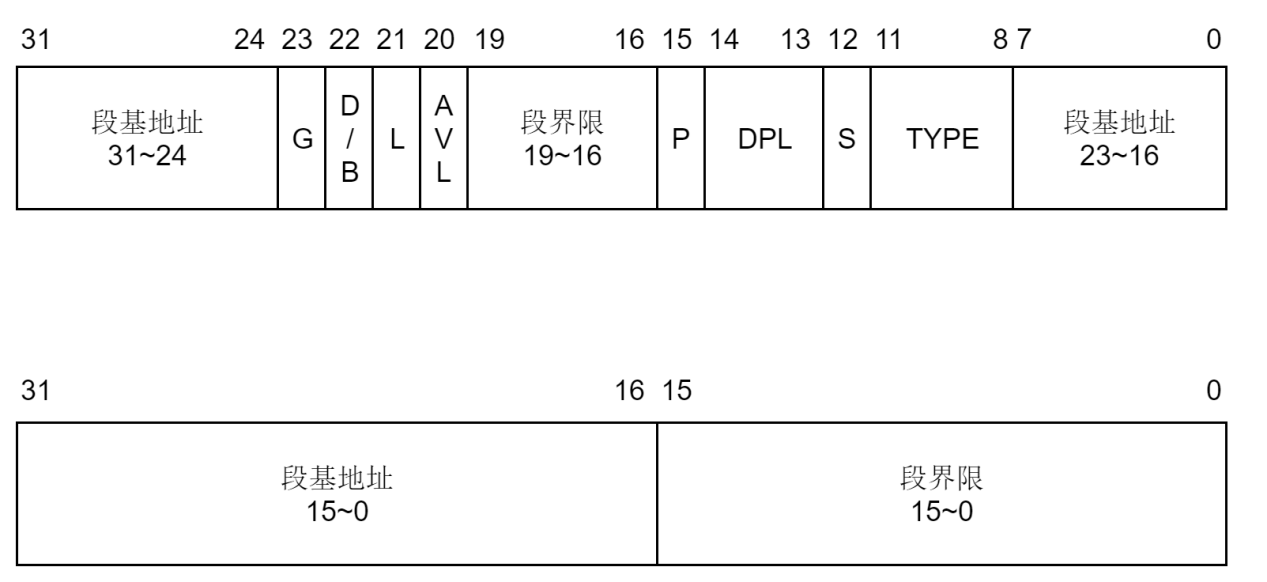 31 24 23 22 21 20 19 16 15 14 13 12 11 8 7 0
段基地址
31~24
G
D
/
B
L
A
V
L
段界限
19~16
P
DPL
S
TYPE
段基地址
23~16
31 16 15 0
段基地址
15~0
段界限
15~0